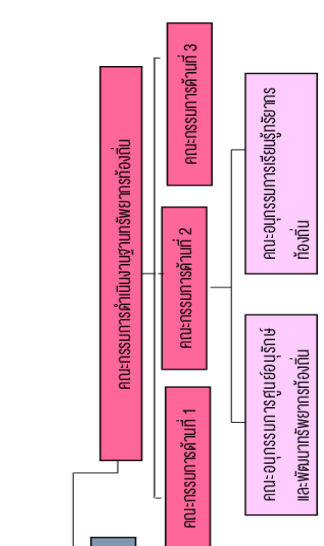 คณะกรรมการดำเนินงานฐานทรัพยากรท้องถิ่น
คณะกรรมการด้านที่ 1
คณะกรรมการด้านที่ 2
คณะกรรมการด้านที่ 3
คณะอนุกรรมการศูนย์อนุรักษ์
และพัฒนาทรัพยากรท้องถิ่น
คณะอนุกรรมการเรียนรู้ทรัยากร
ท้องถิ่น